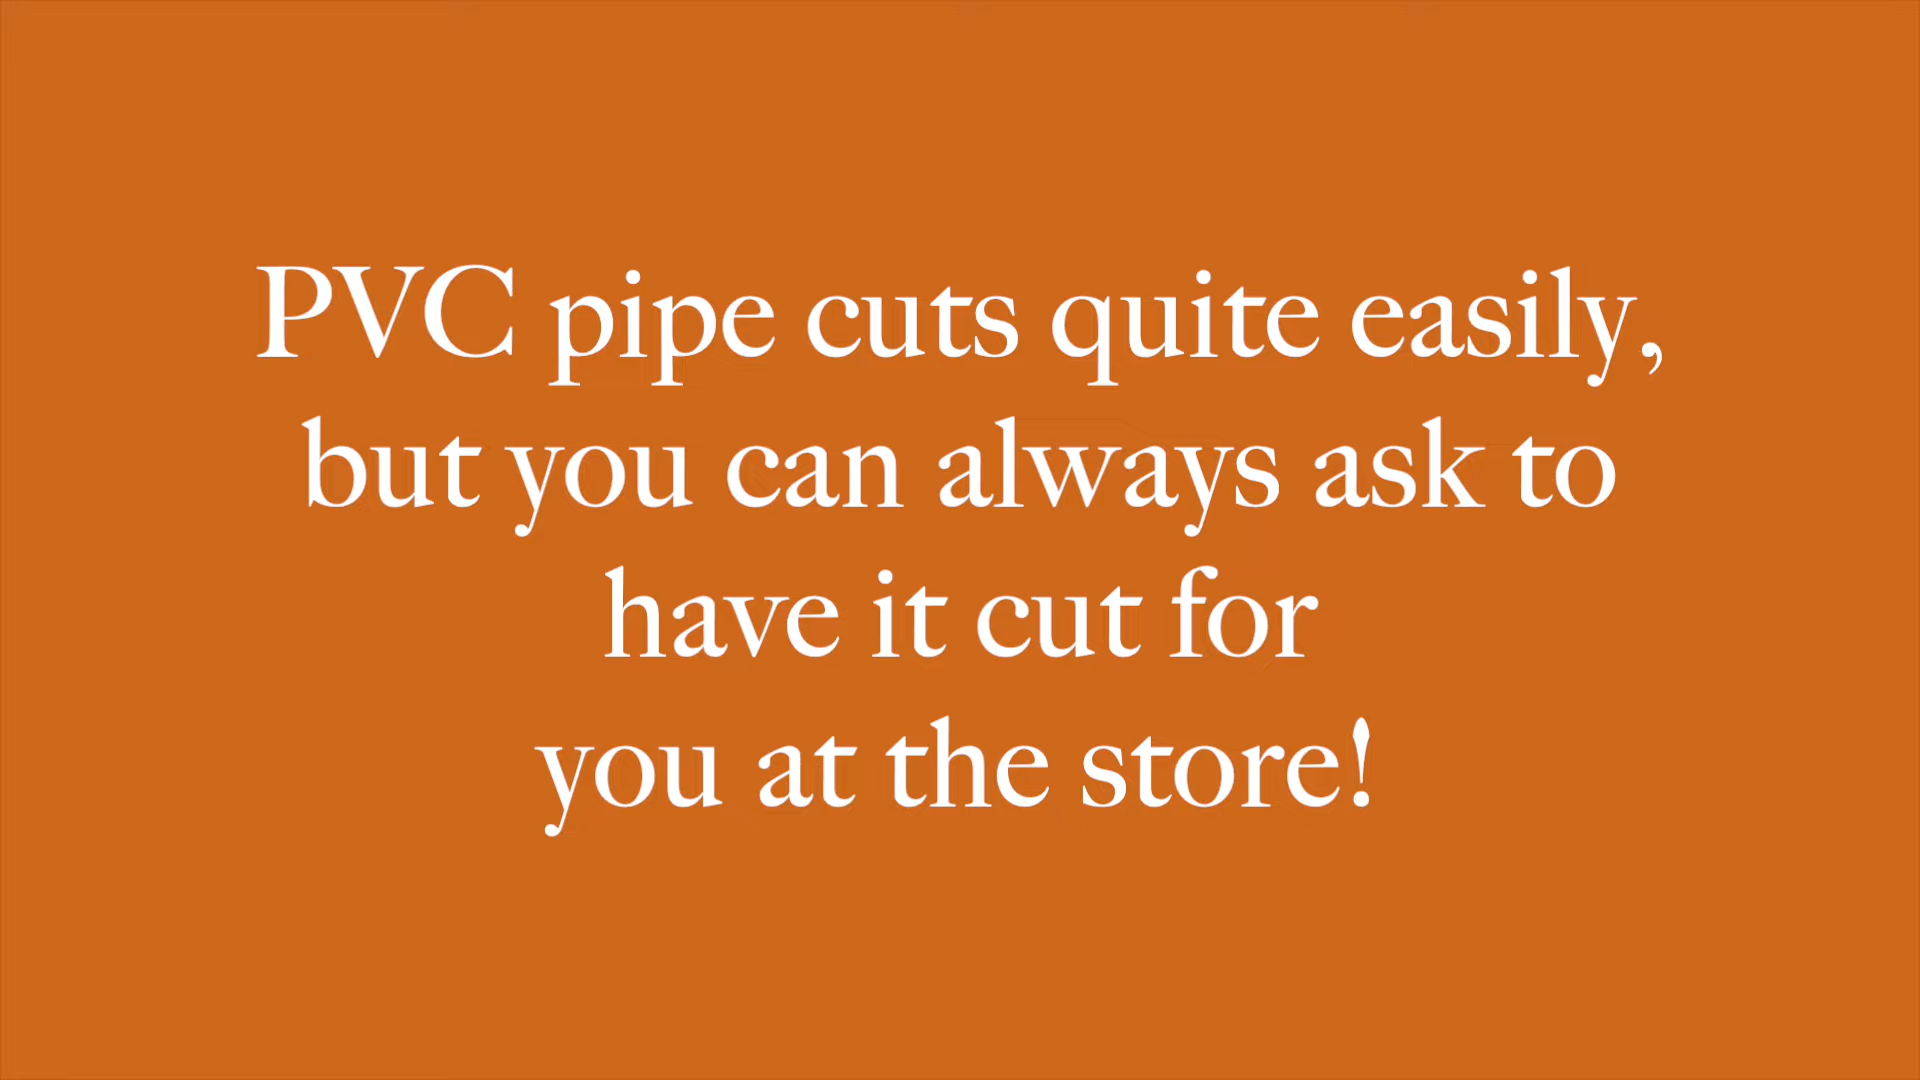 PVC pipe cuts quite easily,
but you can always ask to
have it cut for
you at the store!